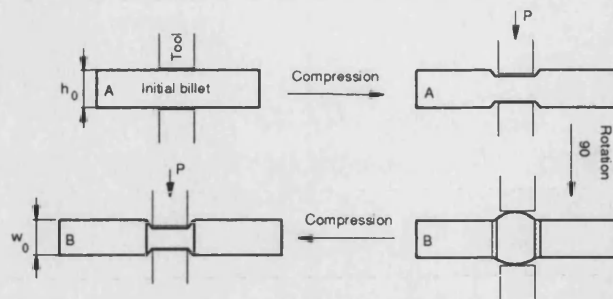 Tool
P
h0
A
Initial billet
Compression
A
Rotation
90
P
w0
B
Compression
B